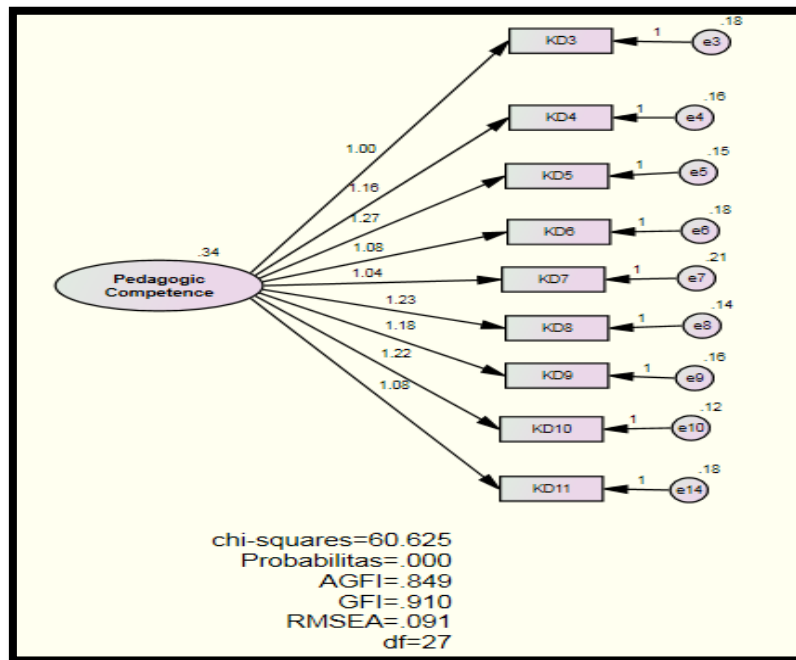 .18
KD3
1
e3
.16
KD4
1
e4
1.00
.15
1.16
KD5
1
e5
1.27
.18
KD6
1
e6
.34
1.08
.21
Pedagogic
Competence
1.04
KD7
1
e7
1.23
.14
KD8
1
e8
1.18
.16
KD9
1
e9
1.22
.12
1.08
KD10
1
e10
.18
KD11
1
e14
chi-squares=60.625
Probabilitas=.000
AGFI=.849
GFI=.910
RMSEA=.091
df=27